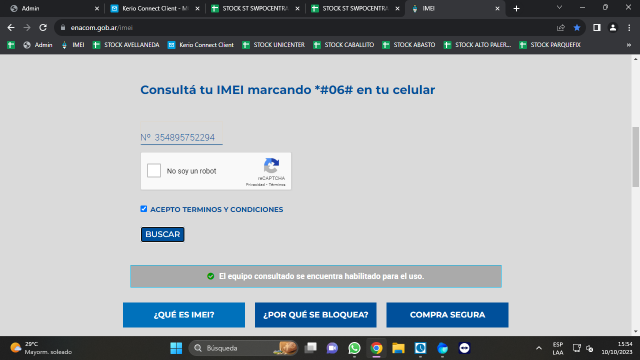 Admin
Kerio Connect Client - M
STOCK ST SWPOCENTRA
STOCK ST SWPOCENTRA
IMEI
enacom.gob.ar/imei
Admin
IMEI
STOCK AVELLANEDA
Kerio Connect Client
STOCK UNICENTER
STOCK CABALLITO
STOCK ABASTO
STOCK ALTO PALER...
STOCK PARQUEFIX
Consultá tu IMEI marcando *#06# en tu celular
Nº 354895752294
No soy un robot
reCAPTCHA
Privacidad - Términos
ACEPTO TERMINOS Y CONDICIONES
BUSCAR
El equipo consultado se encuentra habilitado para el uso.
¿QUÉ ES IMEI?
¿POR QUÉ SE BLOQUEA?
COMPRA SEGURA
29°C
Mayorm. soleado
Búsqueda
ESP
LAA
15:54
10/10/2023